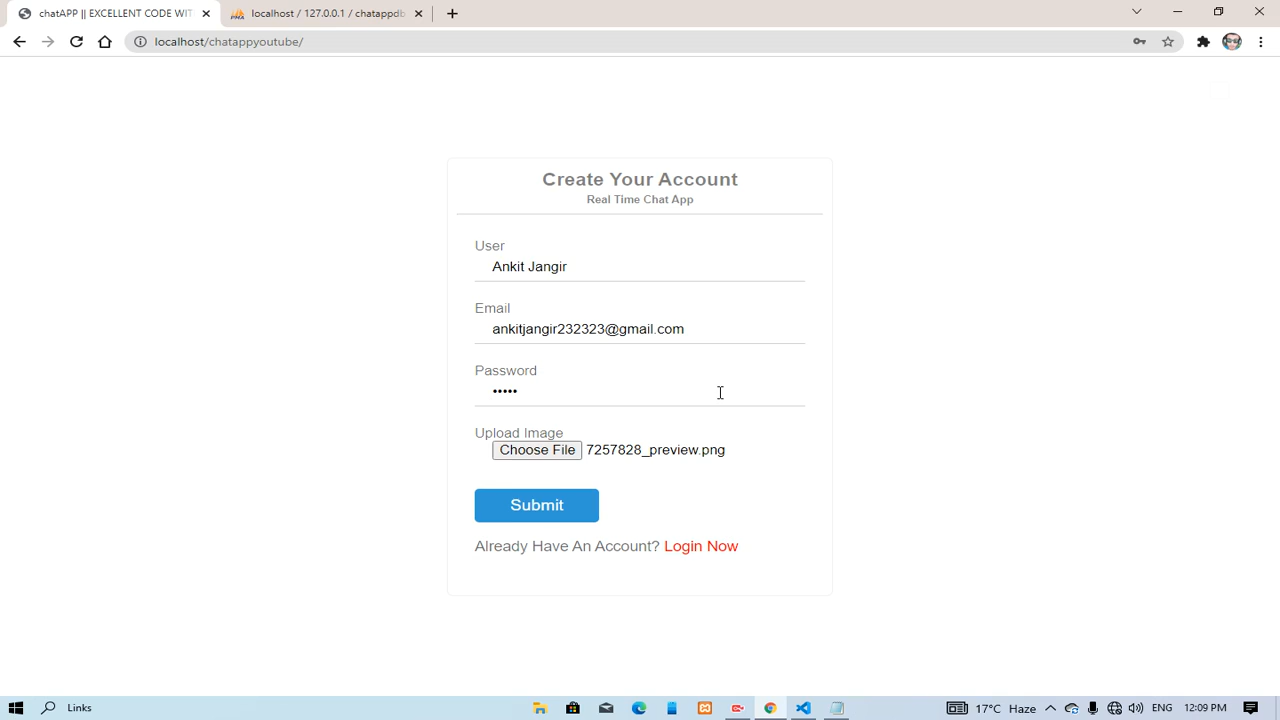 chatAPP || EXCELLENT CODE WIT
localhost / 127.0.0.1 / chatappdb
localhost/chatappyoutube/
Create Your Account
Real Time Chat App
User
Ankit Jangir
Email
ankitjangir232323@gmail.com
Password
•••••
Upload Image
Choose File 7257828_preview.png
Submit
Already Have An Account? Login Now
Links
17°C Haze ENG 12:09 PM